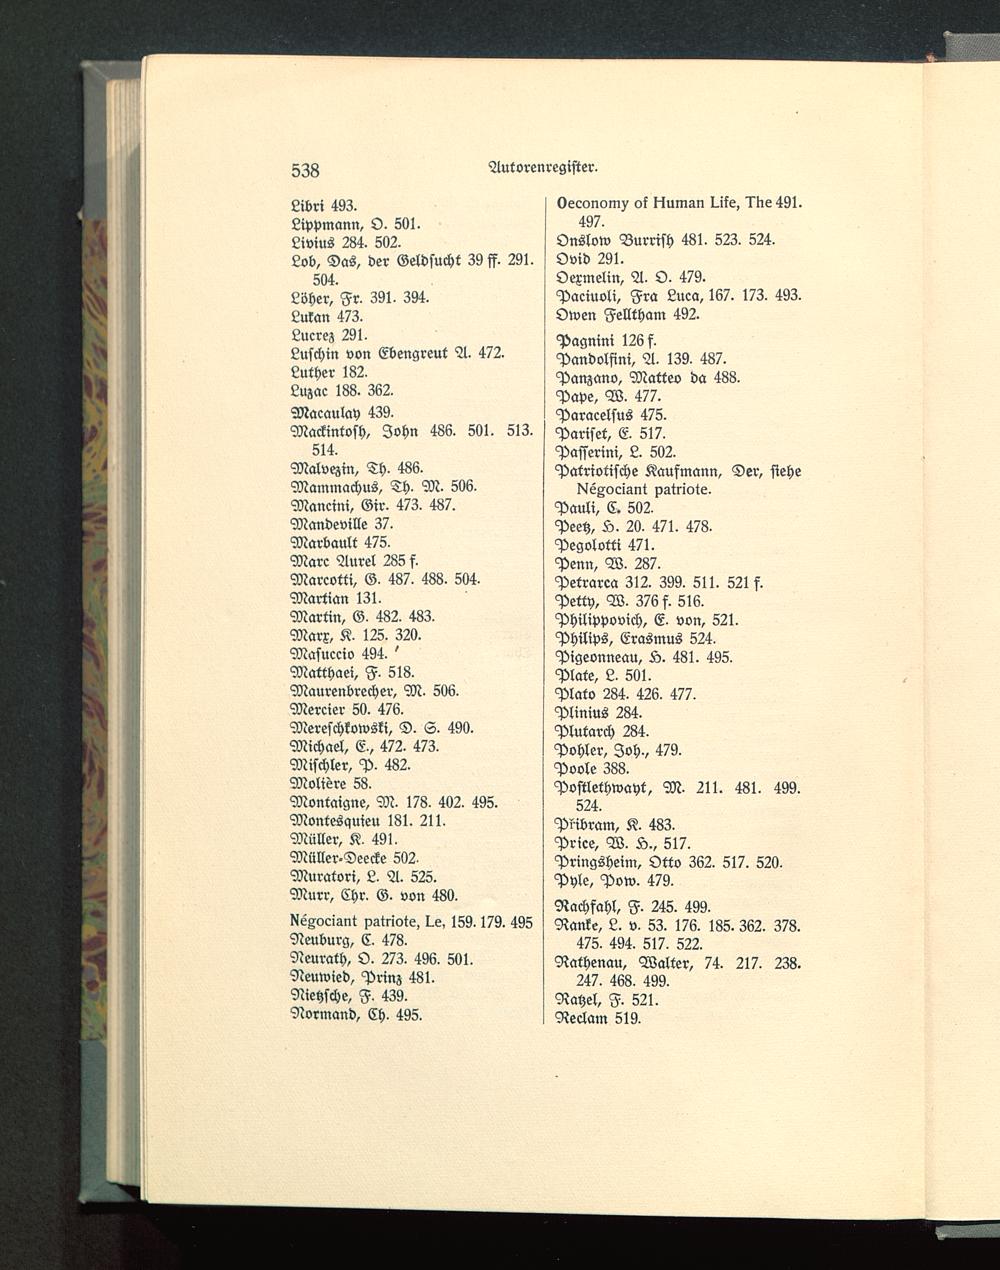 538
Autorenregister.
Libri 493.
Lippmann, O. 501.
Livius 284. 502.
Lob, Das, der Geldsucht 39 ff. 291.
504.
Löher, Fr. 391. 394.
Lukan 473.
Lucrez 291.
Luschin von Ebengreut A. 472.
Luther 182.
Luzac 188. 362.
Macaulay 439.
Mackintosh, John 486. 501. 513.
514.
Malvezin, Th. 486.
Mammachus, Th. M. 506.
Mancini, Gir. 473. 487.
Mandeville 37.
Marbault 475.
Marc Aurel 285 f.
Marcotti, G. 487. 488. 504.
Martian 131.
Martin, G. 482. 483.
Marx, K. 125. 320.
Masuccio 494.
Matthaei, F. 518.
Maurenbrecher, M. 506.
Mercier 50. 476.
Mereschkowski, D. S. 490.
Michael, E., 472. 473.
Mischler, P. 482.
Molière 58.
Montaigne, M. 178. 402. 495.
Montesquieu 181. 211.
Müller, K. 491.
Müller-Deecke 502.
Muratori, L. A. 525.
Murr, Chr. G. von 480.
Négociant patriote, Le, 159. 179. 495
Neuburg, C. 478.
Neurath, O. 273. 496. 501.
Neuwied, Prinz 481.
Nietzsche, F. 439.
Normand, Ch. 495.
Oeconomy of Human Life, The 491.
497.
Onslow Burrish 481. 523. 524.
Ovid 291.
Oexmelin, A. O. 479.
Paciuoli, Fra Luca, 167. 173. 493.
Owen Felltham 492.
Pagnini 126 f.
Pandolfini, A. 139. 487.
Panzano, Matteo da 488.
Pape, W. 477.
Paracelsus 475.
Pariset, E. 517.
Passerini, L. 502.
Patriotische Kaufmann, Der, siehe
Négociant patriote.
Pauli, C. 502.
Peetz, H. 20. 471. 478.
Pegolotti 471.
Penn, W. 287.
Petrarca 312. 399. 511. 521 f.
Petty, W. 376 f. 516.
Philippovich, E. von, 521.
Philips, Erasmus 524.
Pigeonneau, H. 481. 495.
Plate, L. 501.
Plato 284. 426. 477.
Plinius 284.
Plutarch 284.
Pohler, Joh., 479.
Poole 388.
Postlethwayt, M. 211. 481. 499.
524.
Přibram, K. 483.
Price, W. H., 517.
Pringsheim, Otto 362. 517. 520.
Pyle, Pow. 479.
Rachfahl, F. 245. 499.
Ranke, L. v. 53. 176. 185. 362. 378.
475. 494. 517. 522.
Rathenau, Walter, 74. 217. 238.
247. 468. 499.
Ratzel, F. 521.
Reclam 519.